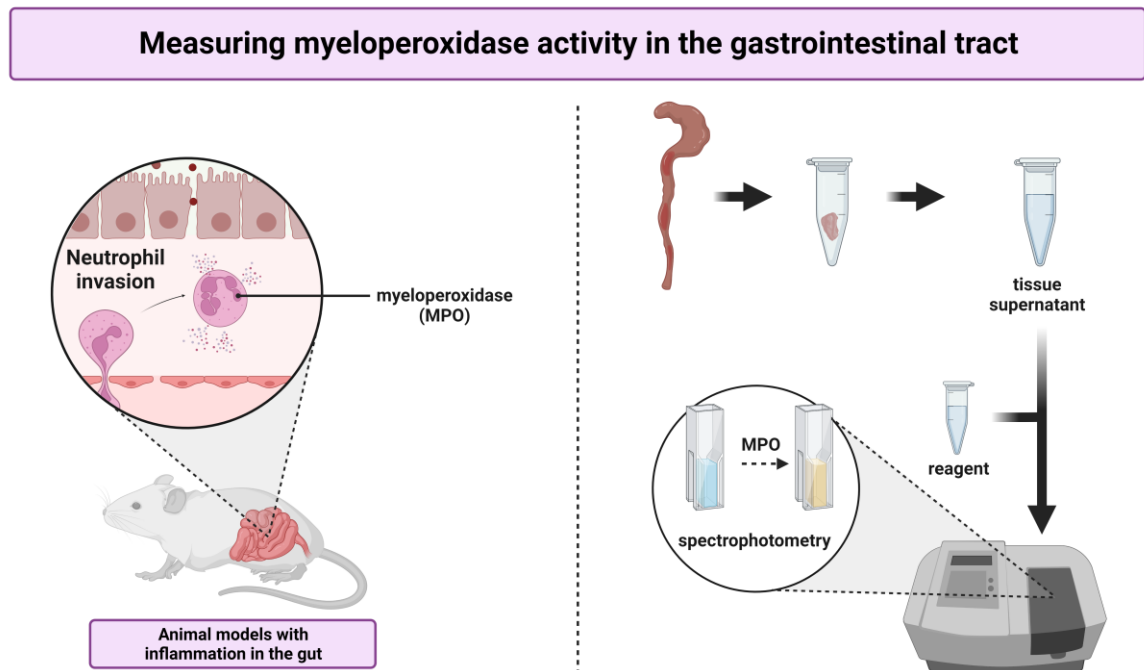 Measuring myeloperoxidase activity in the gastrointestinal tract
Neutrophil
invasion
myeloperoxidase
(MPO)
Animal models with
inflammation in the gut
tissue
supernatant
reagent
MPO
spectrophotometry